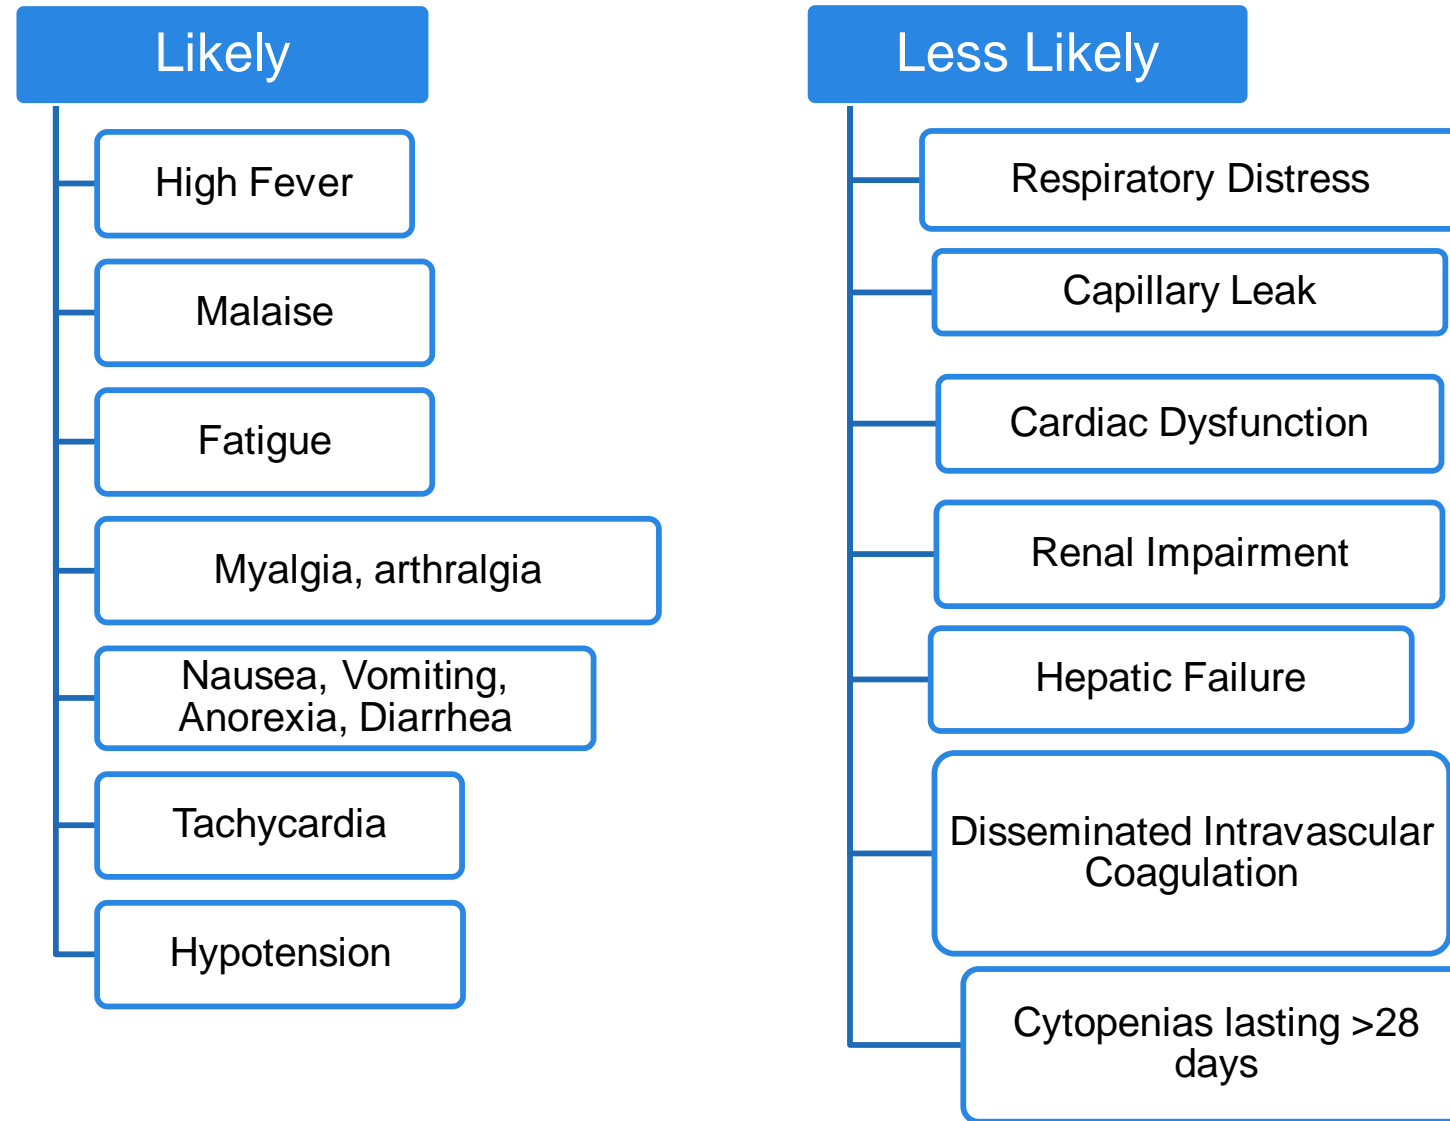 Likely
High Fever
Malaise
Fatigue
Myalgia, arthralgia
Nausea, Vomiting,
Anorexia, Diarrhea
Tachycardia
Hypotension
Less Likely
Respiratory Distress
Capillary Leak
Cardiac Dysfunction
Renal Impairment
Hepatic Failure
Disseminated Intravascular
Coagulation
Cytopenias lasting >28
days